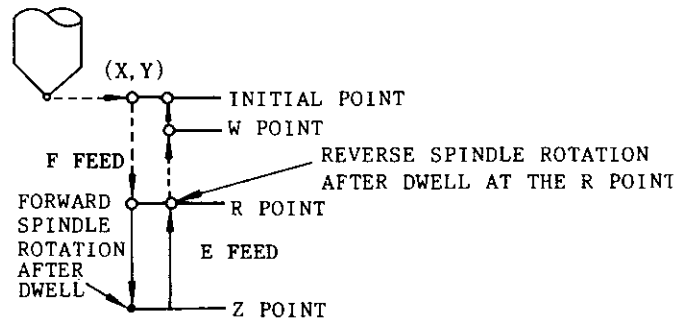 (X,Y)
INITIAL POINT
W POINT
F FEED
REVERSE SPINDLE ROTATION
AFTER DWELL AT THE R POINT
FORWARD
SPINDLE
ROTATION
AFTER
DWELL
R POINT
E FEED
Z POINT